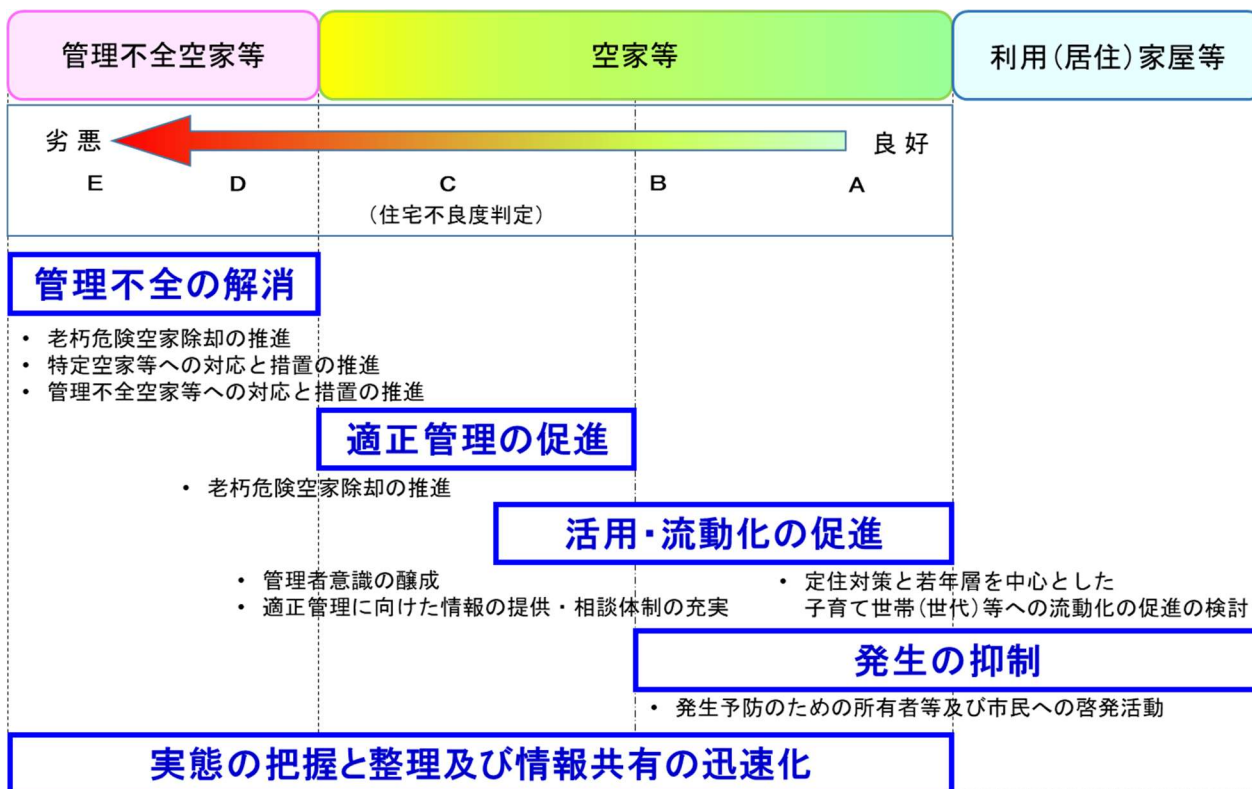 管理不全空家等
空家等
利用(居住)家屋等
劣悪
良好
E
D
C
B
A
(住宅不良度判定)
管理不全の解消
・ 老朽危険空家除却の推進
・ 特定空家等への対応と措置の推進
・ 管理不全空家等への対応と措置の推進
適正管理の促進
・ 老朽危険空家除却の推進
活用・流動化の促進
・ 管理者意識の醸成
・ 適正管理に向けた情報の提供・相談体制の充実
・ 定住対策と若年層を中心とした
子育て世帯(世代)等への流動化の促進の検討
発生の抑制
・ 発生予防のための所有者等及び市民への啓発活動
実態の把握と整理及び情報共有の迅速化